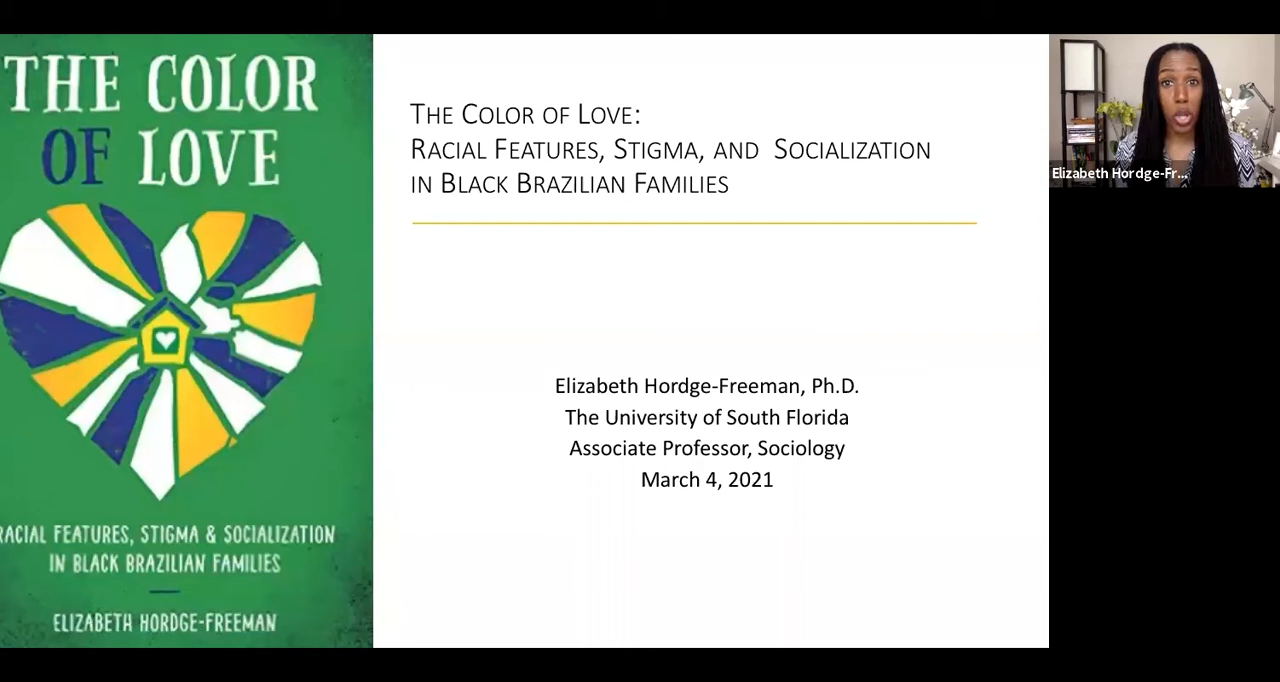 THE COLOR
OF LOVE
RACIAL FEATURES, STIGMA & SOCIALIZATION
IN BLACK BRAZILIAN FAMILIES
ELIZABETH HORDGE-FREEMAN
THE COLOR OF LOVE:
RACIAL FEATURES, STIGMA, AND SOCIALIZATION
IN BLACK BRAZILIAN FAMILIES
Elizabeth Hordge-Freeman, Ph.D.
The University of South Florida
Associate Professor, Sociology
March 4, 2021
Elizabeth Hordge-Fr...